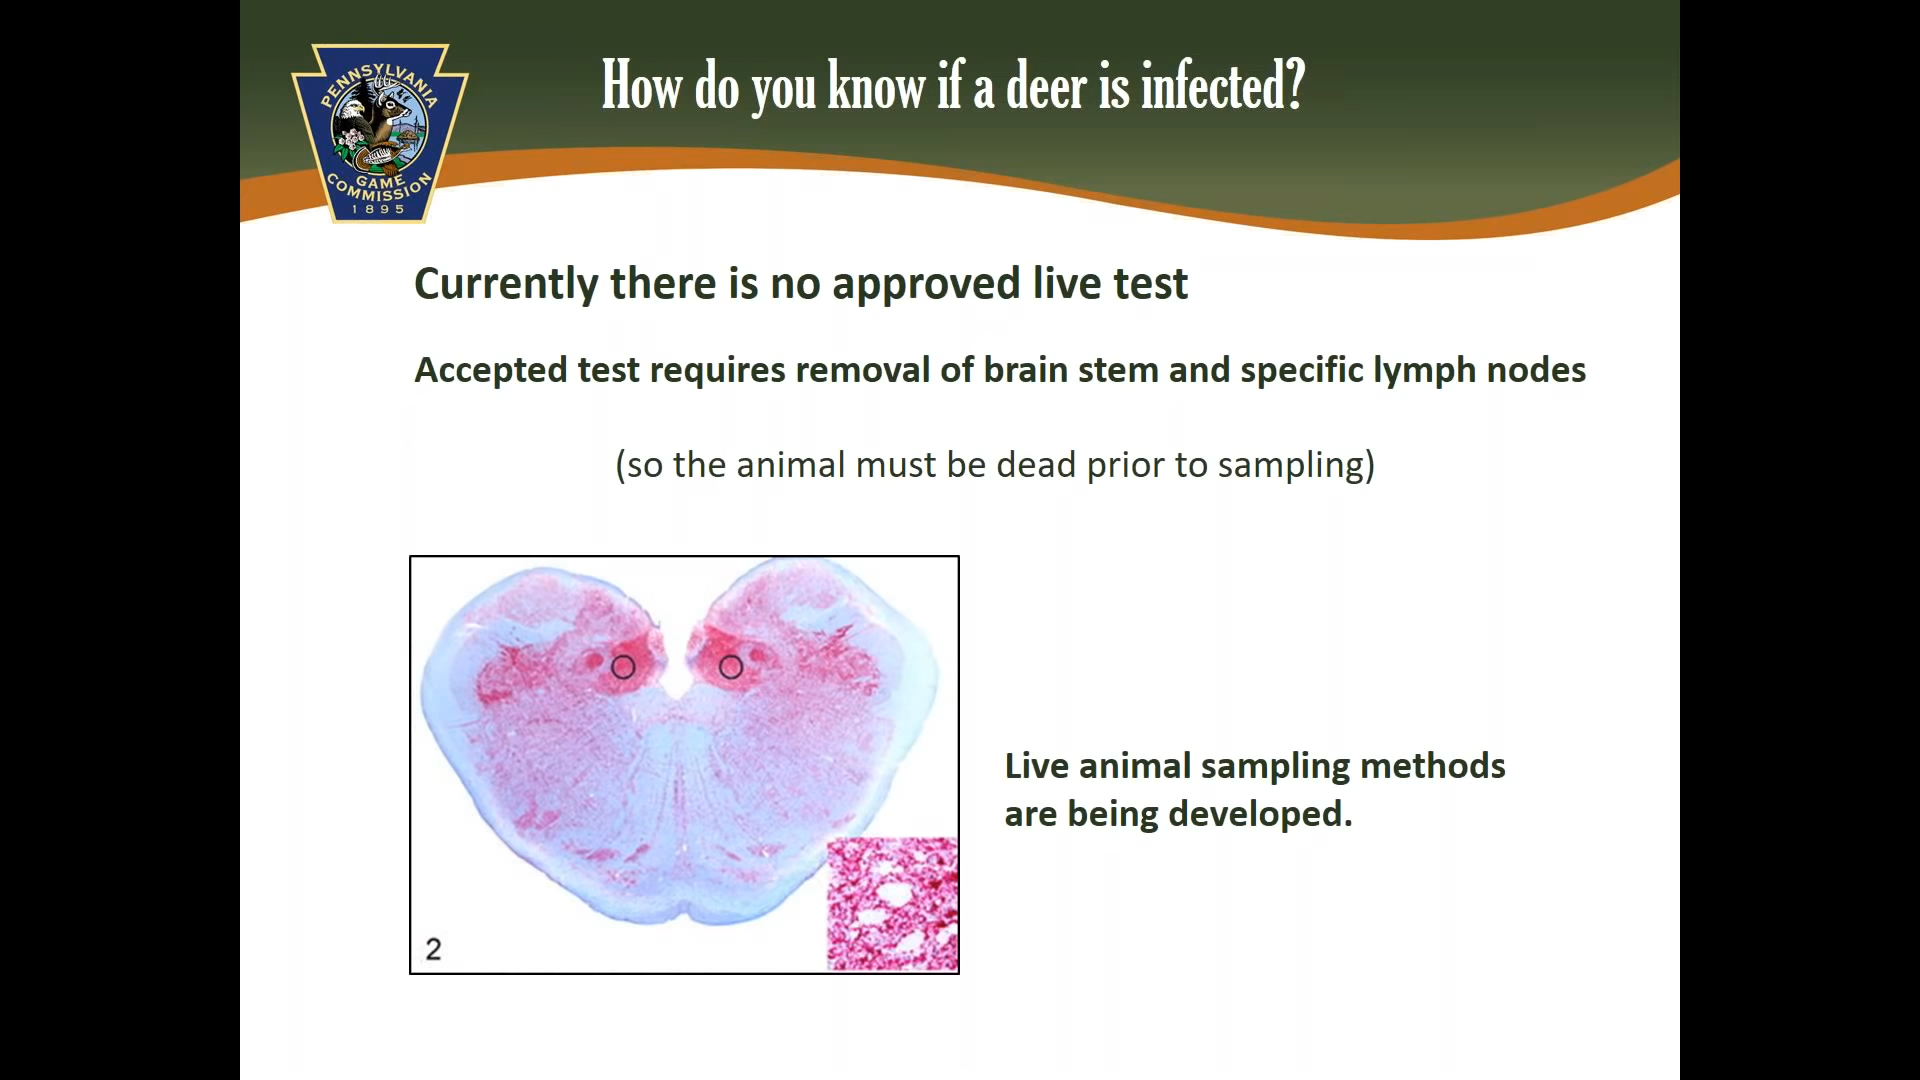 PENNSYLVANIA
GAME
COMMISSION
1895
How do you know if a deer is infected?
Currently there is no approved live test
Accepted test requires removal of brain stem and specific lymph nodes
(so the animal must be dead prior to sampling)
Live animal sampling methods
are being developed.
2